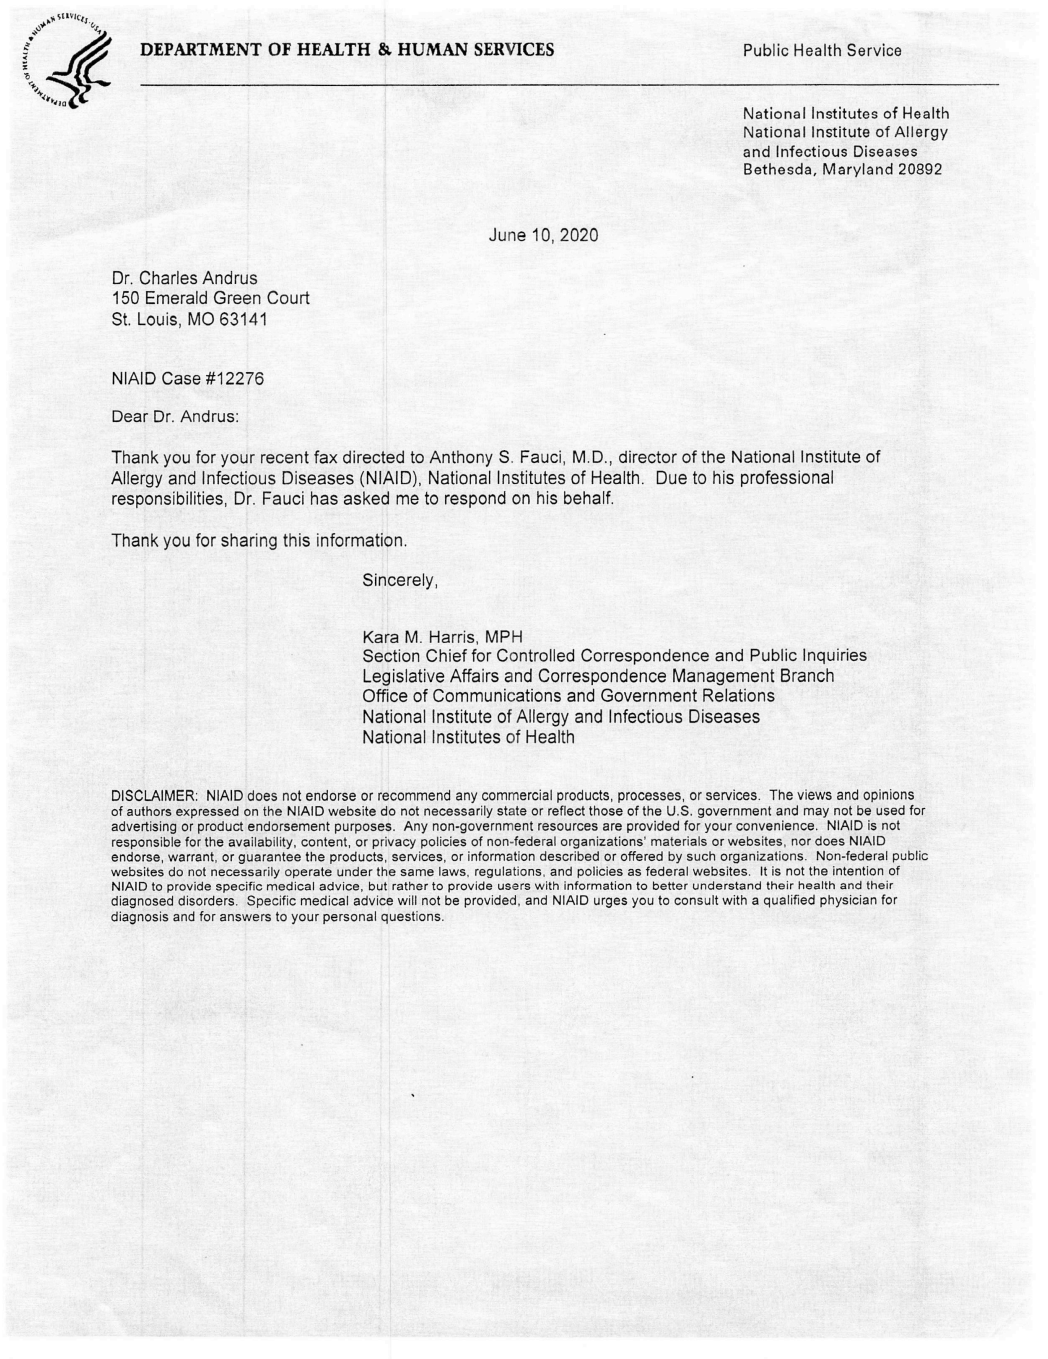 DEPARTMENT OF HEALTH & HUMAN SERVICES
Public Health Service
DEPARTMENT OF HEALTH & HUMAN SERVICES·USA
National Institutes of Health
National Institute of Allergy
and Infectious Diseases
Bethesda, Maryland 20892
June 10, 2020
Dr. Charles Andrus
150 Emerald Green Court
St. Louis, MO 63141
NIAID Case #12276
Dear Dr. Andrus:
Thank you for your recent fax directed to Anthony S. Fauci, M.D., director of the National Institute of
Allergy and Infectious Diseases (NIAID), National Institutes of Health. Due to his professional
responsibilities, Dr. Fauci has asked me to respond on his behalf.
Thank you for sharing this information.
Sincerely,
Kara M. Harris, MPH
Section Chief for Controlled Correspondence and Public Inquiries
Legislative Affairs and Correspondence Management Branch
Office of Communications and Government Relations
National Institute of Allergy and Infectious Diseases
National Institutes of Health
DISCLAIMER: NIAID does not endorse or recommend any commercial products, processes, or services. The views and opinions
of authors expressed on the NIAID website do not necessarily state or reflect those of the U.S. government and may not be used for
advertising or product endorsement purposes. Any non-government resources are provided for your convenience. NIAID is not
responsible for the availability, content, or privacy policies of non-federal organizations' materials or websites, nor does NIAID
endorse, warrant, or guarantee the products, services, or information described or offered by such organizations. Non-federal public
websites do not necessarily operate under the same laws, regulations, and policies as federal websites. It is not the intention of
NIAID to provide specific medical advice, but rather to provide users with information to better understand their health and their
diagnosed disorders. Specific medical advice will not be provided, and NIAID urges you to consult with a qualified physician for
diagnosis and for answers to your personal questions.